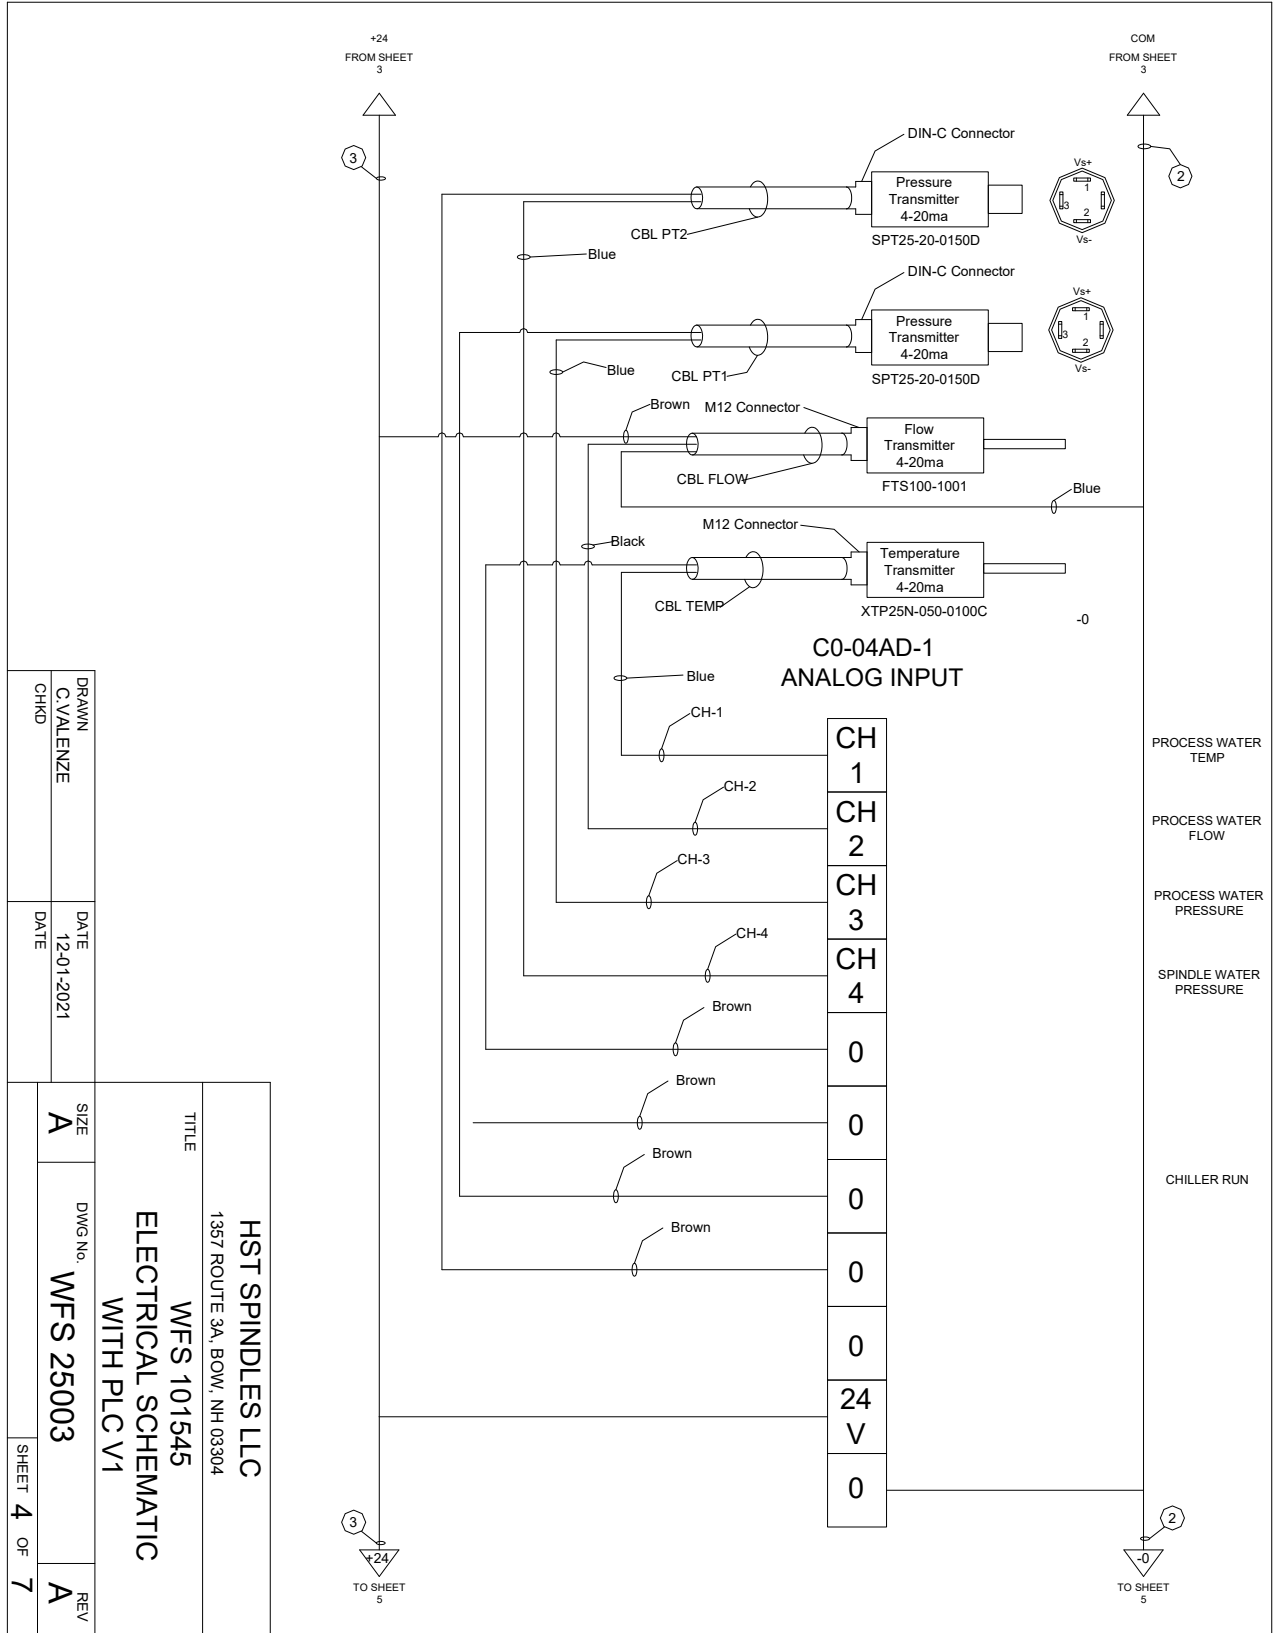 +24
FROM SHEET
3
COM
FROM SHEET
3
3
2
DIN-C Connector
Pressure
Transmitter
4-20ma
SPT25-20-0150D
CBL PT2
Blue
Vs+
1
3
2
Vs-
DIN-C Connector
Pressure
Transmitter
4-20ma
SPT25-20-0150D
CBL PT1
Blue
Vs+
1
3
2
Vs-
Brown
M12 Connector
Flow
Transmitter
4-20ma
FTS100-1001
CBL FLOW
Blue
M12 Connector
Black
Temperature
Transmitter
4-20ma
XTP25N-050-0100C
CBL TEMP
-0
C0-04AD-1
ANALOG INPUT
Blue
CH-1
CH
1
PROCESS WATER
TEMP
CH-2
CH
2
PROCESS WATER
FLOW
CH-3
CH
3
PROCESS WATER
PRESSURE
CH-4
CH
4
SPINDLE WATER
PRESSURE
Brown
0
Brown
0
Brown
0
CHILLER RUN
Brown
0
0
24
V
0
3
+24
TO SHEET
5
2
-0
TO SHEET
5
HST SPINDLES LLC
1357 ROUTE 3A, BOW, NH 03304
TITLE
WFS 101545
ELECTRICAL SCHEMATIC
WITH PLC V1
DRAWN
C.VALENZE
DATE
12-01-2021
CHKD
DATE
SIZE
A
DWG No.
WFS 25003
REV
A
SHEET 4 OF 7